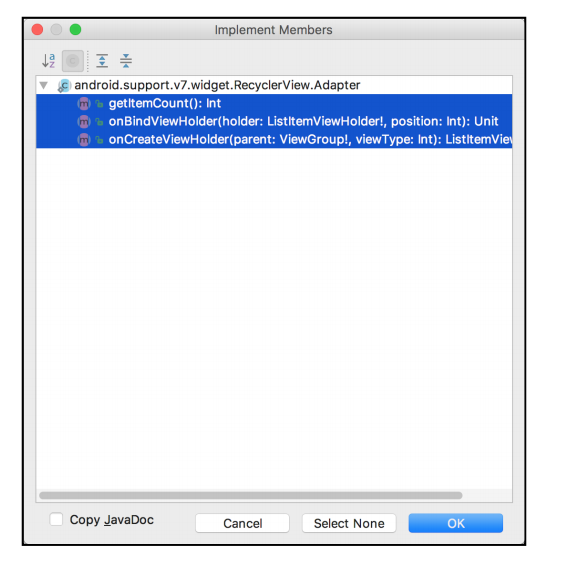 Implement Members
android.support.v7.widget.RecyclerView.Adapter
getItemCount(): Int
onBindViewHolder(holder: ListItemViewHolder!, position: Int): Unit
onCreateViewHolder(parent: ViewGroup!, viewType: Int): ListItemView
Copy JavaDoc
Cancel
Select None
OK